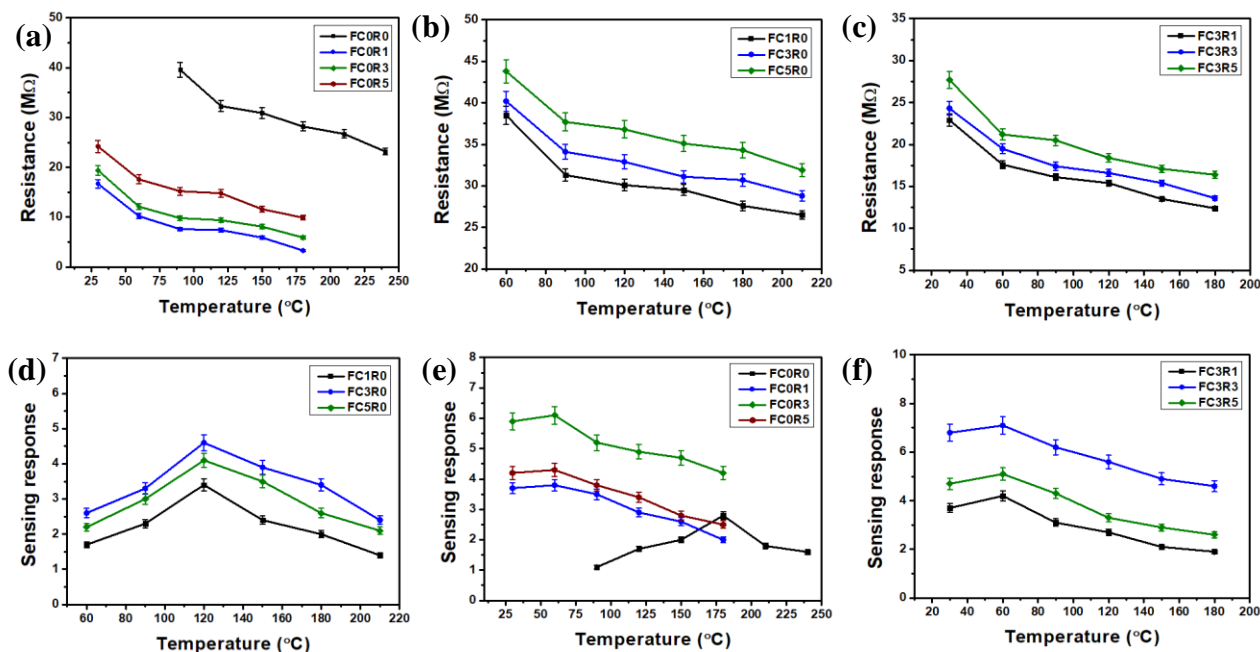 (a)
50
40
30
20
10
0
Resistance (MΩ)
25 50 75 100 125 150 175 200 225 250
Temperature (°C)
FC0R0
FC0R1
FC0R3
FC0R5
(b)
50
45
40
35
30
25
20
Resistance (MΩ)
60 80 100 120 140 160 180 200 220
Temperature (°C)
FC1R0
FC3R0
FC5R0
(c)
35
30
25
20
15
10
5
Resistance (MΩ)
20 40 60 80 100 120 140 160 180 200
Temperature (°C)
FC3R1
FC3R3
FC3R5
(d)
7
6
5
4
3
2
1
0
Sensing response
60 80 100 120 140 160 180 200 220
Temperature (°C)
FC1R0
FC3R0
FC5R0
(e)
8
7
6
5
4
3
2
1
0
Sensing response
25 50 75 100 125 150 175 200 225 250
Temperature (°C)
FC0R0
FC0R1
FC0R3
FC0R5
(f)
10
8
6
4
2
0
Sensing response
20 40 60 80 100 120 140 160 180 200
Temperature (°C)
FC3R1
FC3R3
FC3R5